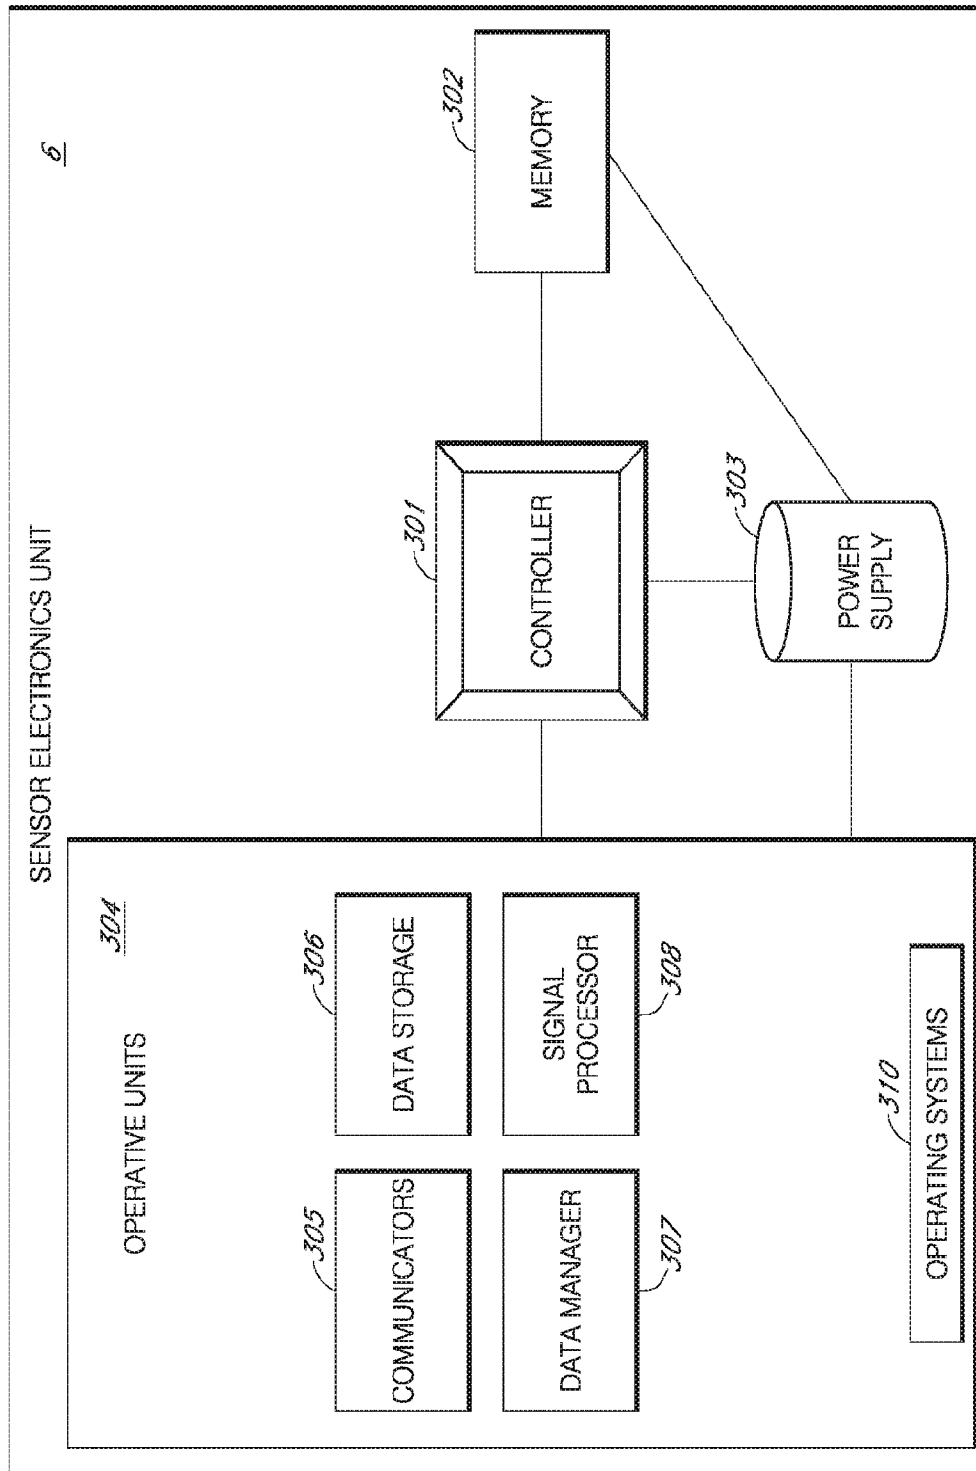 SENSOR ELECTRONICS UNIT
6
OPERATIVE UNITS
304
305
COMMUNICATORS
306
DATA STORAGE
DATA MANAGER
307
SIGNAL
PROCESSOR
308
310
OPERATING SYSTEMS
301
CONTROLLER
302
MEMORY
303
POWER
SUPPLY